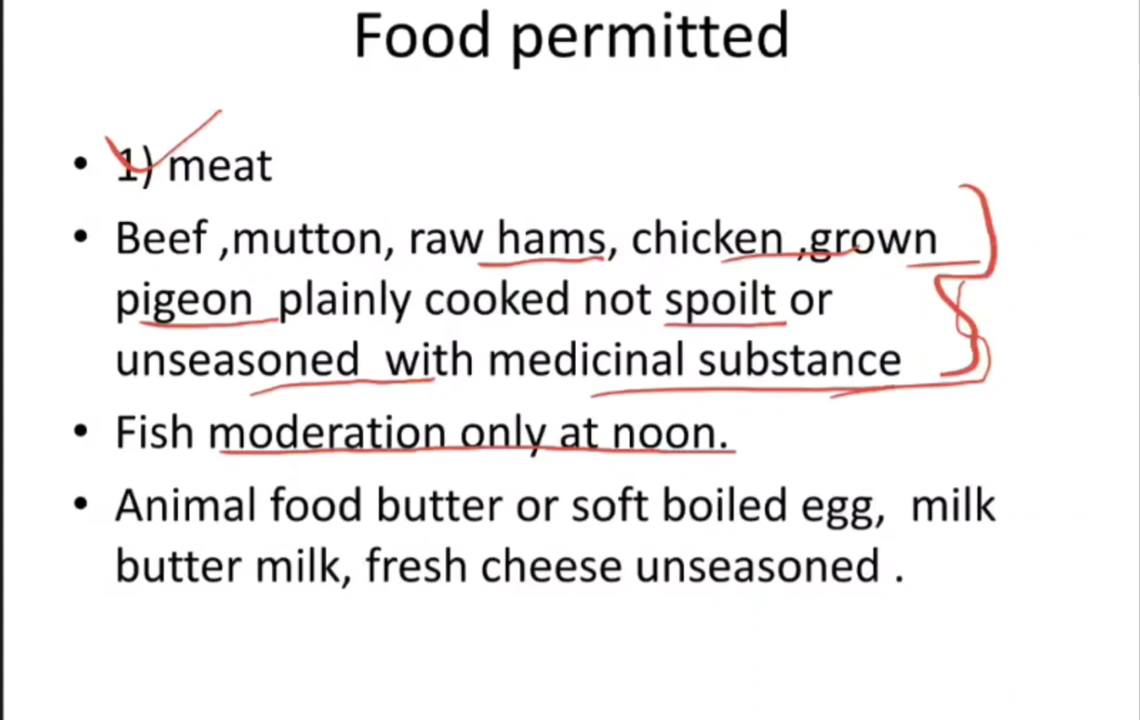 Food permitted
• 1) meat
• Beef ,mutton, raw hams, chicken ,grown
pigeon plainly cooked not spoilt or
unseasoned with medicinal substance
• Fish moderation only at noon.
• Animal food butter or soft boiled egg, milk
butter milk, fresh cheese unseasoned .